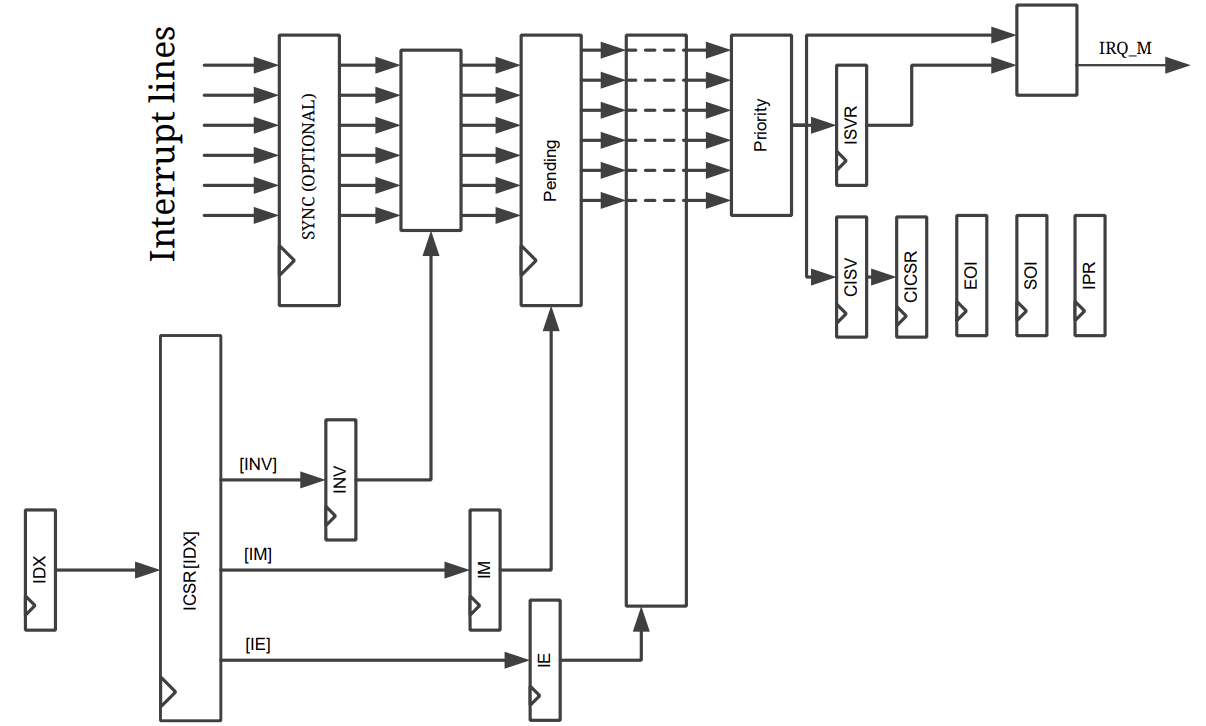 Interrupt lines
SYNC (OPTIONAL)
Pending
Priority
ISVR
IRQ_M
CISV
CICSR
EOI
SOI
IPR
IDX
ICSR[IDX]
[INV]
INV
[IM]
IM
[IE]
IE